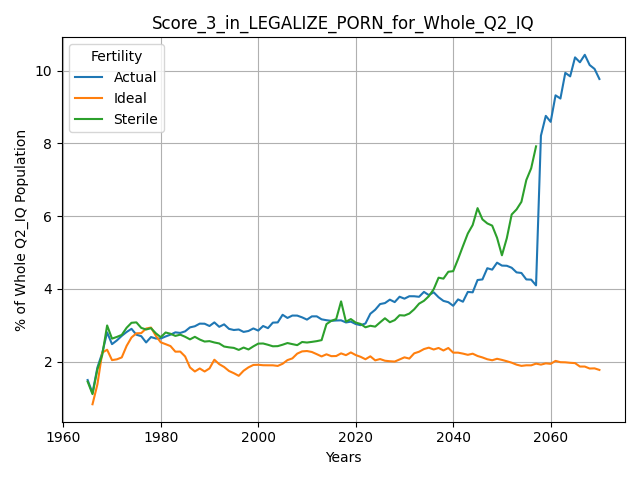 Score_3_in_LEGALIZE_PORN_for_Whole_Q2_IQ
Fertility
Actual
Ideal
Sterile
% of Whole Q2_IQ Population
10
8
6
4
2
1960 1980 2000 2020 2040 2060
Years